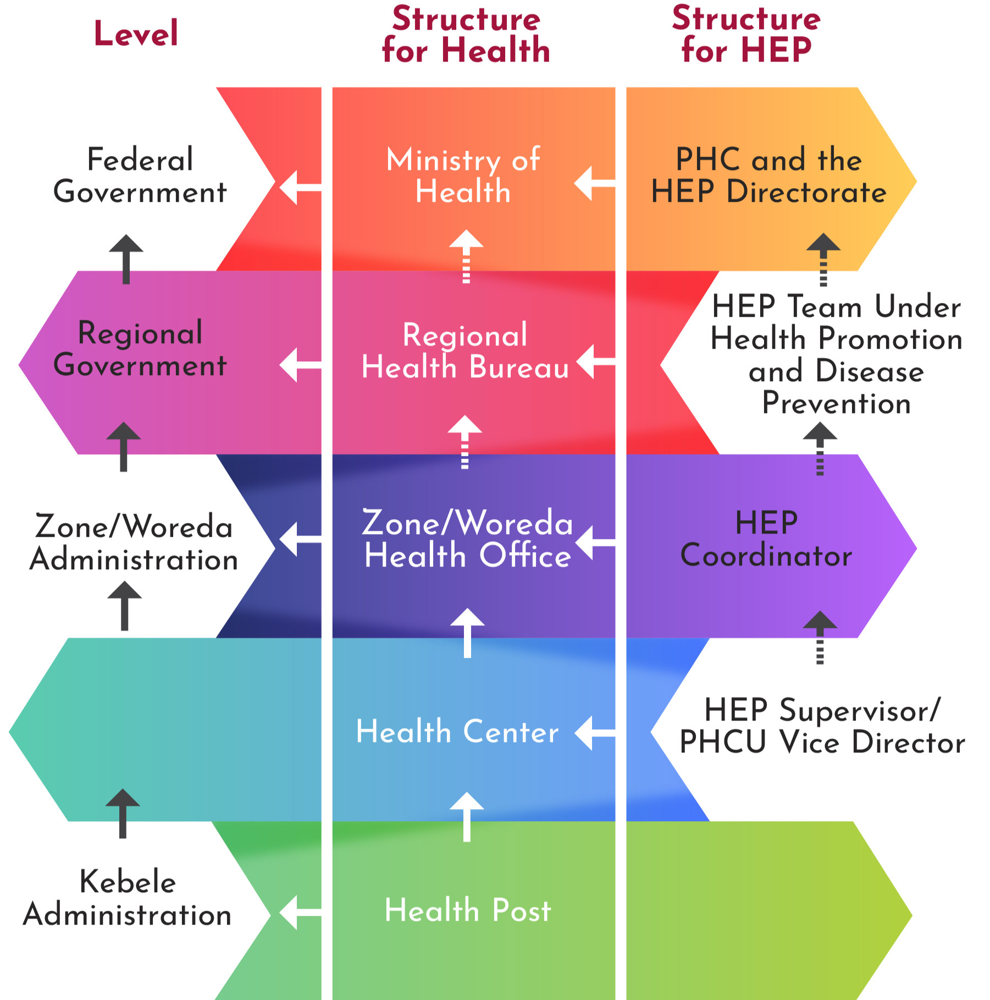 Level
Structure
for Health
Structure
for HEP
Federal
Government
Ministry of
Health
PHC and the
HEP Directorate
Regional
Government
Regional
Health Bureau
HEP Team Under
Health Promotion
and Disease
Prevention
Zone/Woreda
Administration
Zone/Woreda
Health Office
HEP
Coordinator
Health Center
HEP Supervisor/
PHCU Vice Director
Kebele
Administration
Health Post